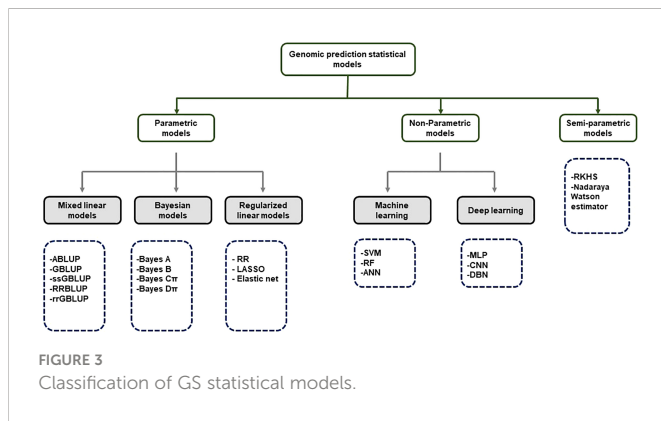 Genomic prediction statistical
models
Parametric
models
Non-Parametric
models
Semi-parametric
models
-RKHS
-Nadaraya
Watson
estimator
Mixed linear
models
Bayesian
models
Regularized
linear models
Machine
learning
Deep learning
-ABLUP
-GBLUP
-ssGBLUP
-RRBLUP
-rrGBLUP
-Bayes A
-Bayes B
-Bayes Cπ
-Bayes Dπ
- RR
- LASSO
- Elastic net
-SVM
-RF
-ANN
-MLP
-CNN
-DBN
FIGURE 3
Classification of GS statistical models.